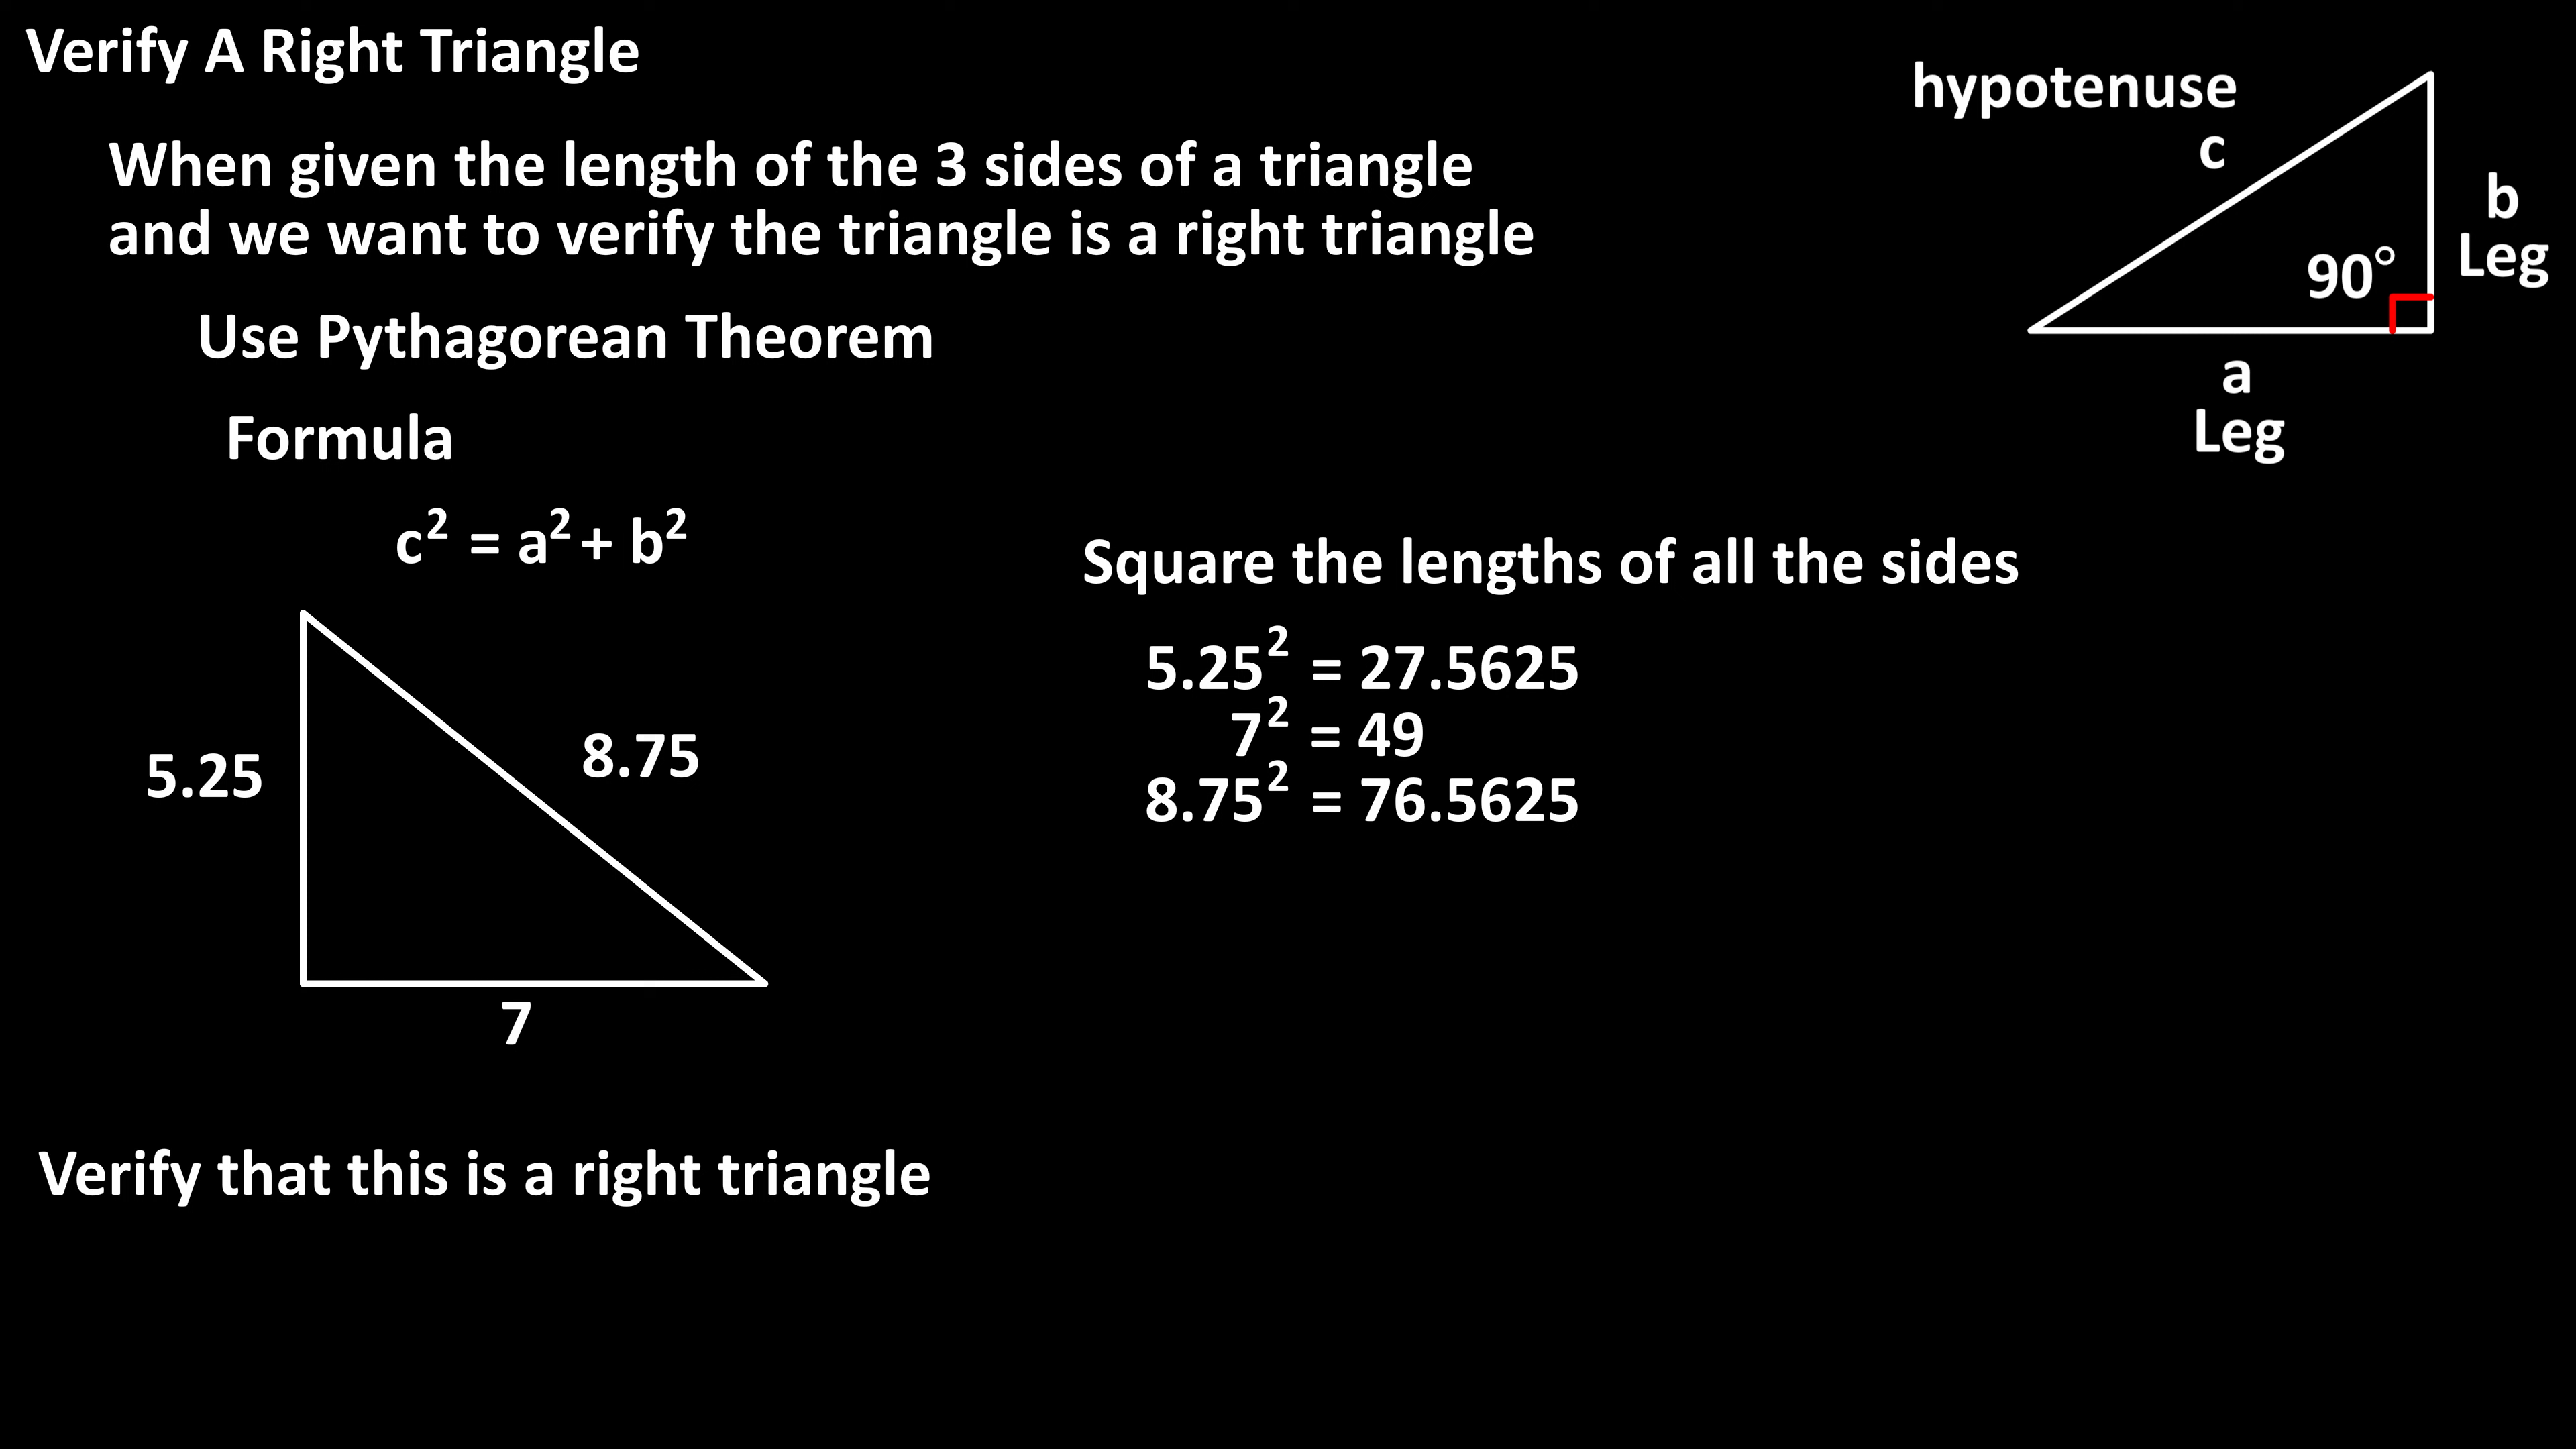 Verify A Right Triangle
When given the length of the 3 sides of a triangle
and we want to verify the triangle is a right triangle
Use Pythagorean Theorem
Formula
c² = a² + b²
hypotenuse
c
b
Leg
90°
a
Leg
5.25
8.75
7
Square the lengths of all the sides
5.25² = 27.5625
7² = 49
8.75² = 76.5625
Verify that this is a right triangle